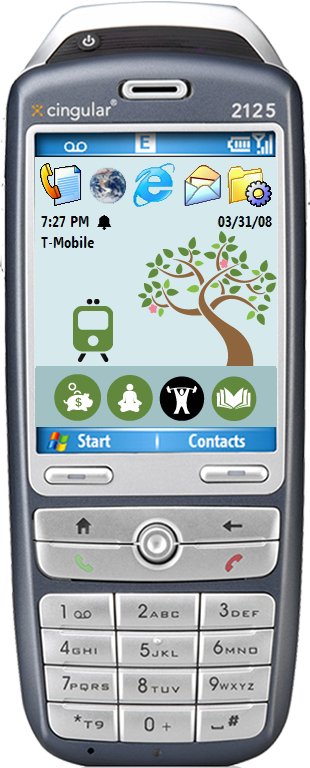 cingular®
2125
E
7:27 PM 03/31/08
T-Mobile
Start Contacts
1 2ABC 3DEF
4GHI 5JKL 6MNO
7PQRS 8TUV 9WXYZ
*T9 0+ #